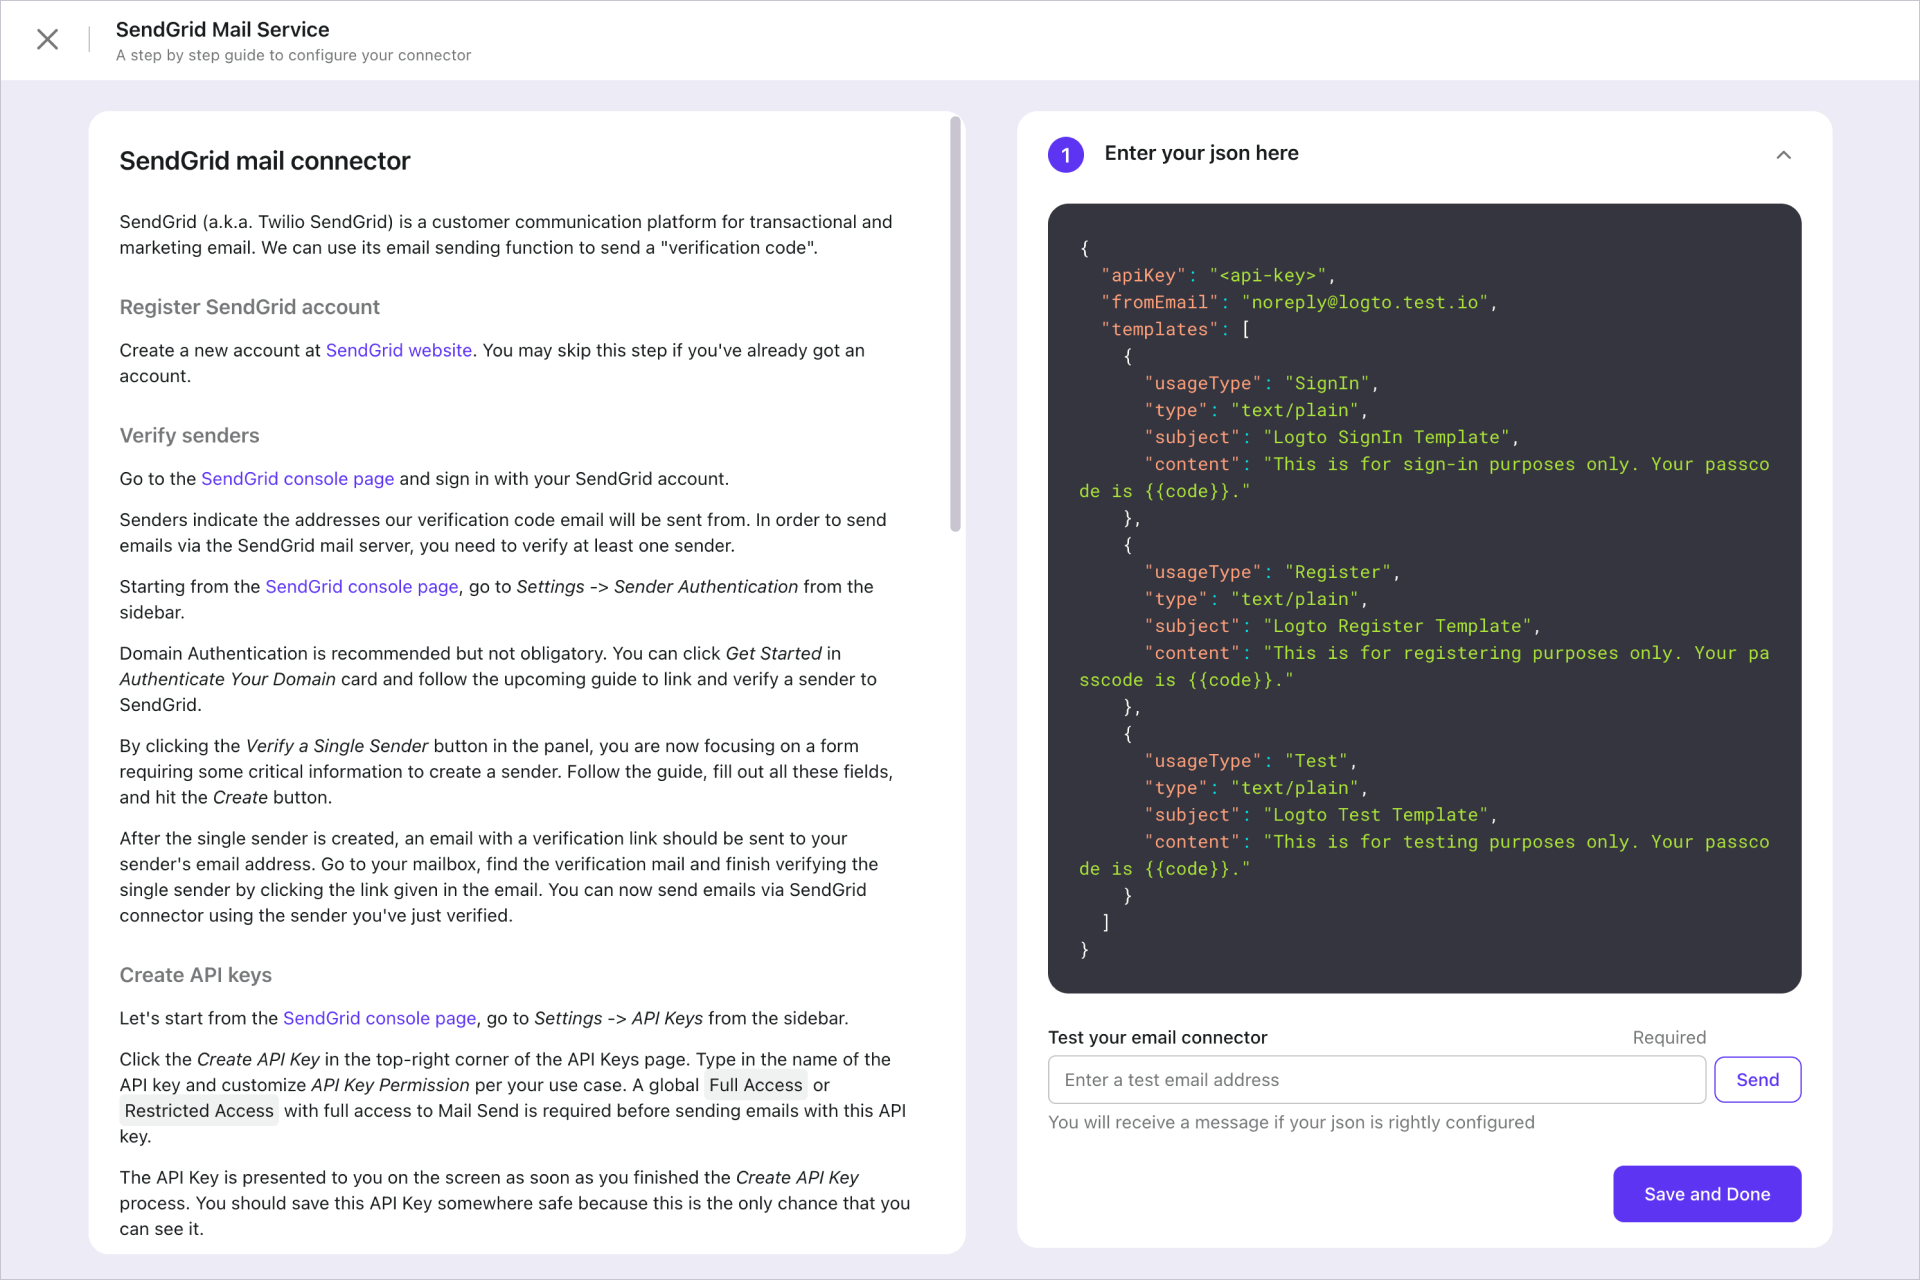 SendGrid Mail Service
A step by step guide to configure your connector
SendGrid mail connector
SendGrid (a.k.a. Twilio SendGrid) is a customer communication platform for transactional and
marketing email. We can use its email sending function to send a "verification code".
Register SendGrid account
Create a new account at SendGrid website. You may skip this step if you've already got an
account.
Verify senders
Go to the SendGrid console page and sign in with your SendGrid account.
Senders indicate the addresses our verification code email will be sent from. In order to send
emails via the SendGrid mail server, you need to verify at least one sender.
Starting from the SendGrid console page, go to Settings -> Sender Authentication from the
sidebar.
Domain Authentication is recommended but not obligatory. You can click Get Started in
Authenticate Your Domain card and follow the upcoming guide to link and verify a sender to
SendGrid.
By clicking the Verify a Single Sender button in the panel, you are now focusing on a form
requiring some critical information to create a sender. Follow the guide, fill out all these fields,
and hit the Create button.
After the single sender is created, an email with a verification link should be sent to your
sender's email address. Go to your mailbox, find the verification mail and finish verifying the
single sender by clicking the link given in the email. You can now send emails via SendGrid
connector using the sender you've just verified.
Create API keys
Let's start from the SendGrid console page, go to Settings -> API Keys from the sidebar.
Click the Create API Key in the top-right corner of the API Keys page. Type in the name of the
API key and customize API Key Permission per your use case. A global Full Access or
Restricted Access with full access to Mail Send is required before sending emails with this API
key.
The API Key is presented to you on the screen as soon as you finished the Create API Key
process. You should save this API Key somewhere safe because this is the only chance that you
can see it.
1 Enter your json here
{
"apiKey": "<api-key>",
"fromEmail": "noreply@logto.test.io",
"templates": [
{
"usageType": "SignIn",
"type": "text/plain",
"subject": "Logto SignIn Template",
"content": "This is for sign-in purposes only. Your passco
de is {{code}}."
},
{
"usageType": "Register",
"type": "text/plain",
"subject": "Logto Register Template",
"content": "This is for registering purposes only. Your pa
sscode is {{code}}."
},
{
"usageType": "Test",
"type": "text/plain",
"subject": "Logto Test Template",
"content": "This is for testing purposes only. Your passco
de is {{code}}."
}
]
}
Test your email connector Required
Enter a test email address Send
You will receive a message if your json is rightly configured
Save and Done